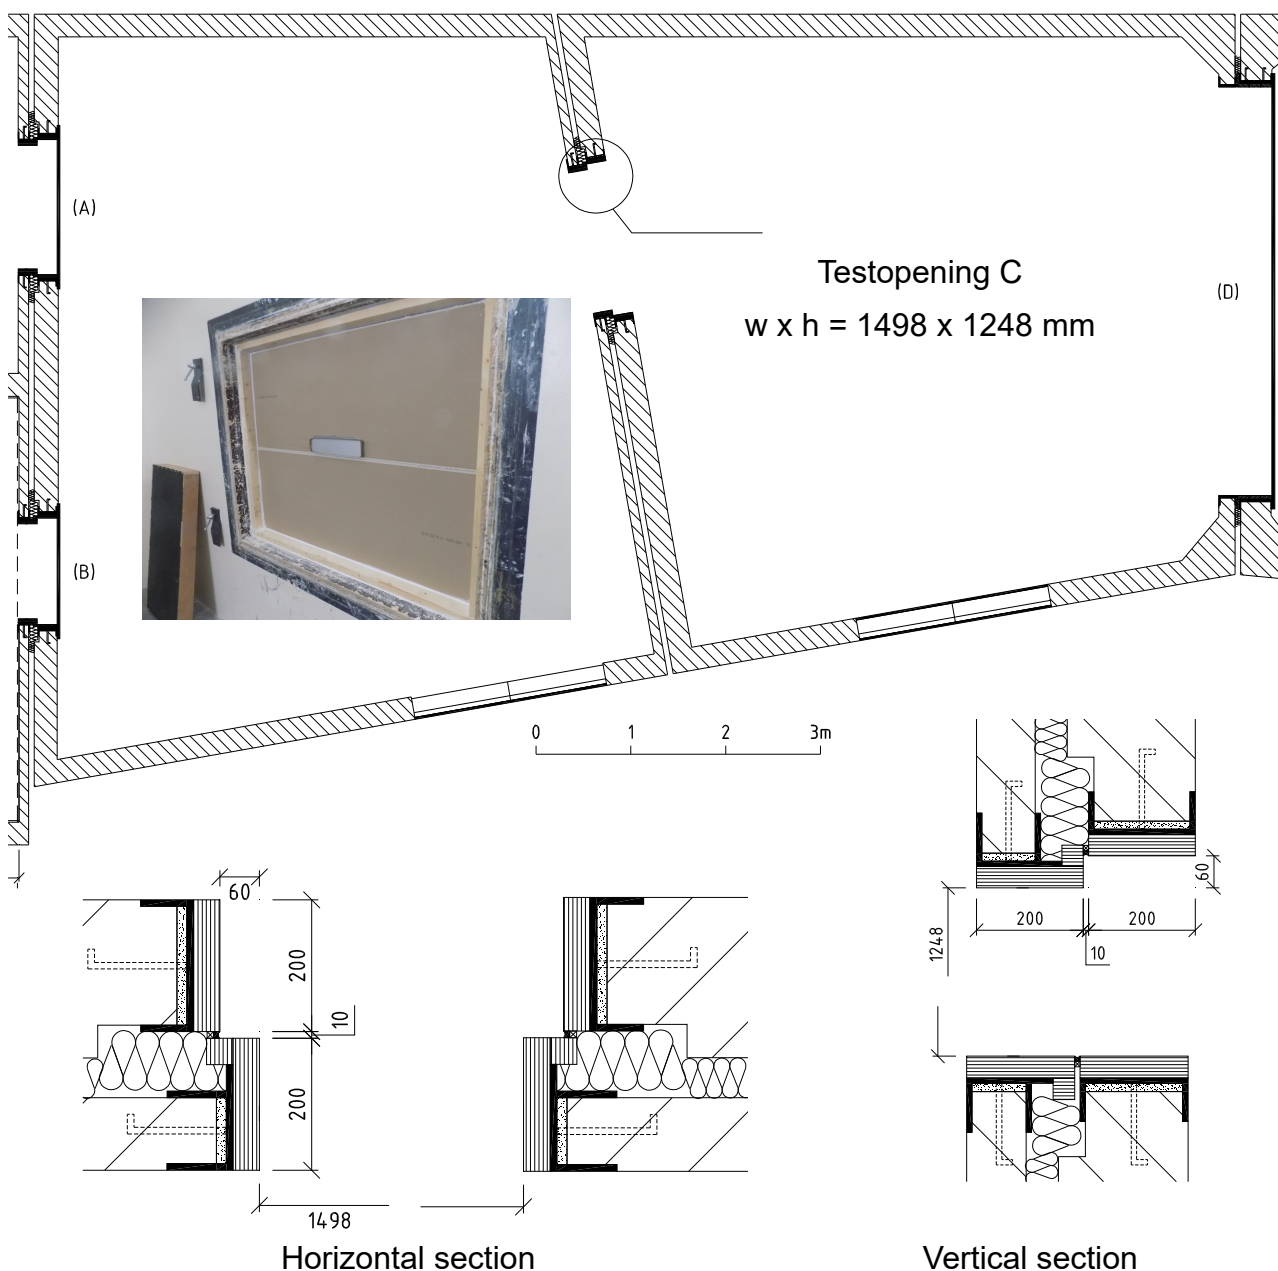 (A)
Testopening C
w x h = 1498 x 1248 mm
(D)
(B)
0 1 2 3m
60
200
10
200
1498
Horizontal section
60
200 200
10
1248
Vertical section